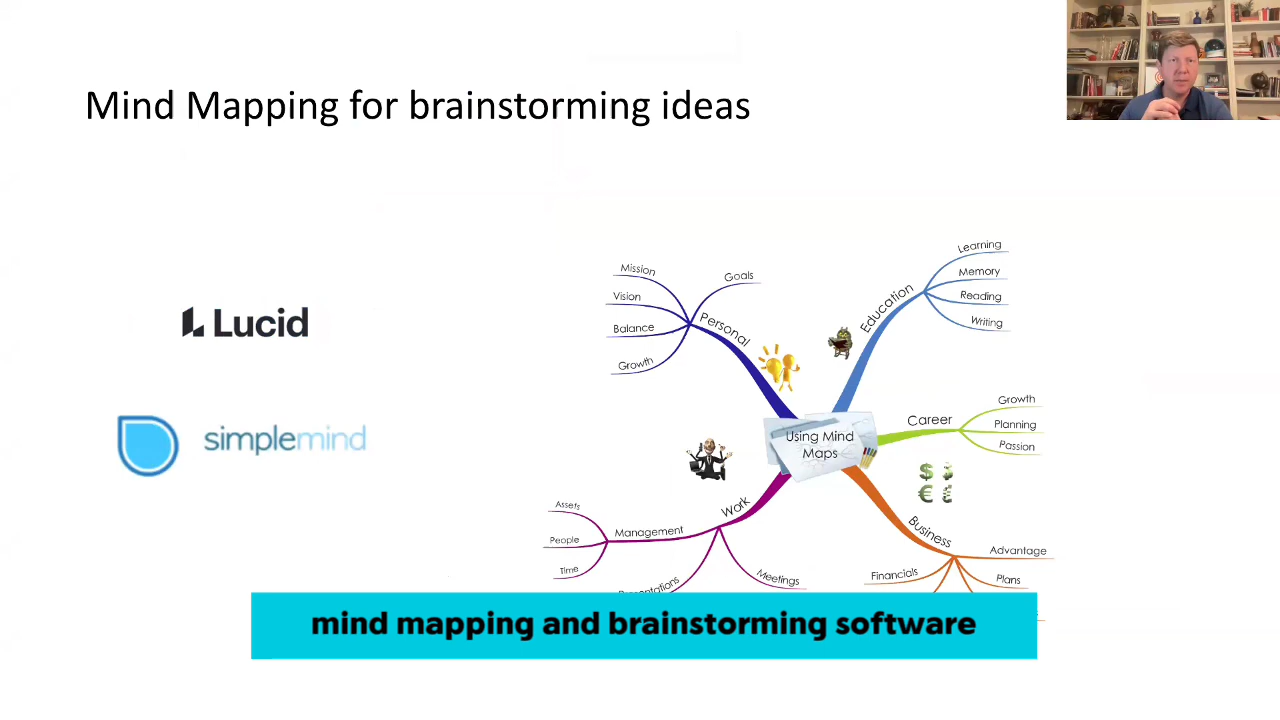 Mind Mapping for brainstorming ideas
Lucid
simplemind
Using Mind
Maps
Personal
Mission
Vision
Balance
Growth
Goals
Education
Learning
Memory
Reading
Writing
Career
Growth
Planning
Passion
Work
Management
Assets
People
Time
Meetings
Business
Financials
Advantage
Plans
mind mapping and brainstorming software